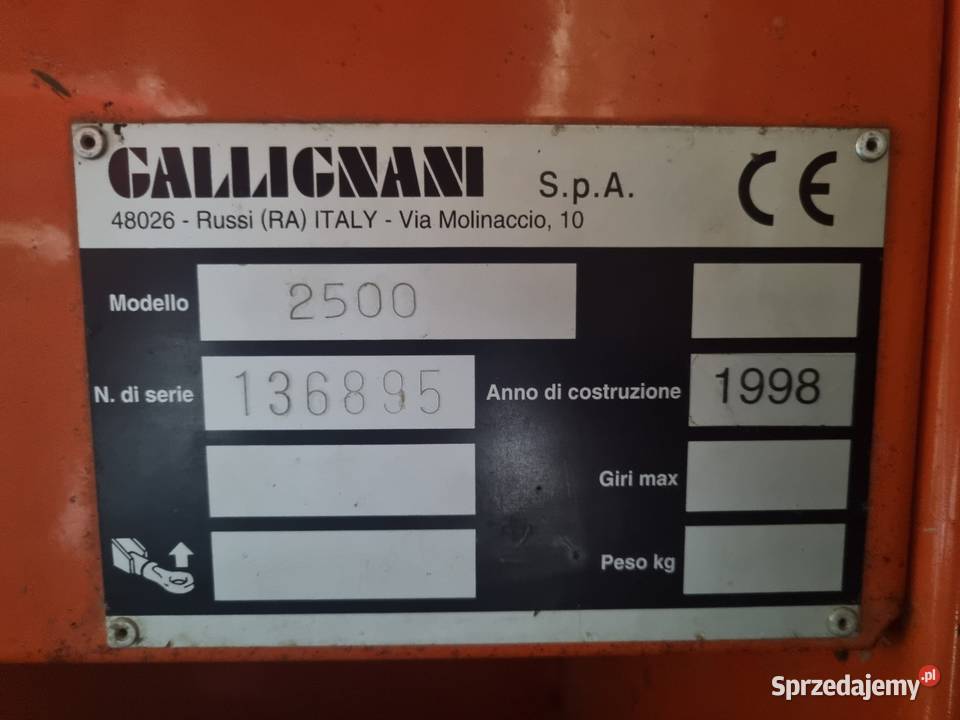 GALLIGNANI S.p.A. CE
48026 - Russi (RA) ITALY - Via Molinaccio, 10
Modello 2500
N. di serie 136895 Anno di costruzione 1998
Giri max
Peso kg
Sprzedajemy.pl